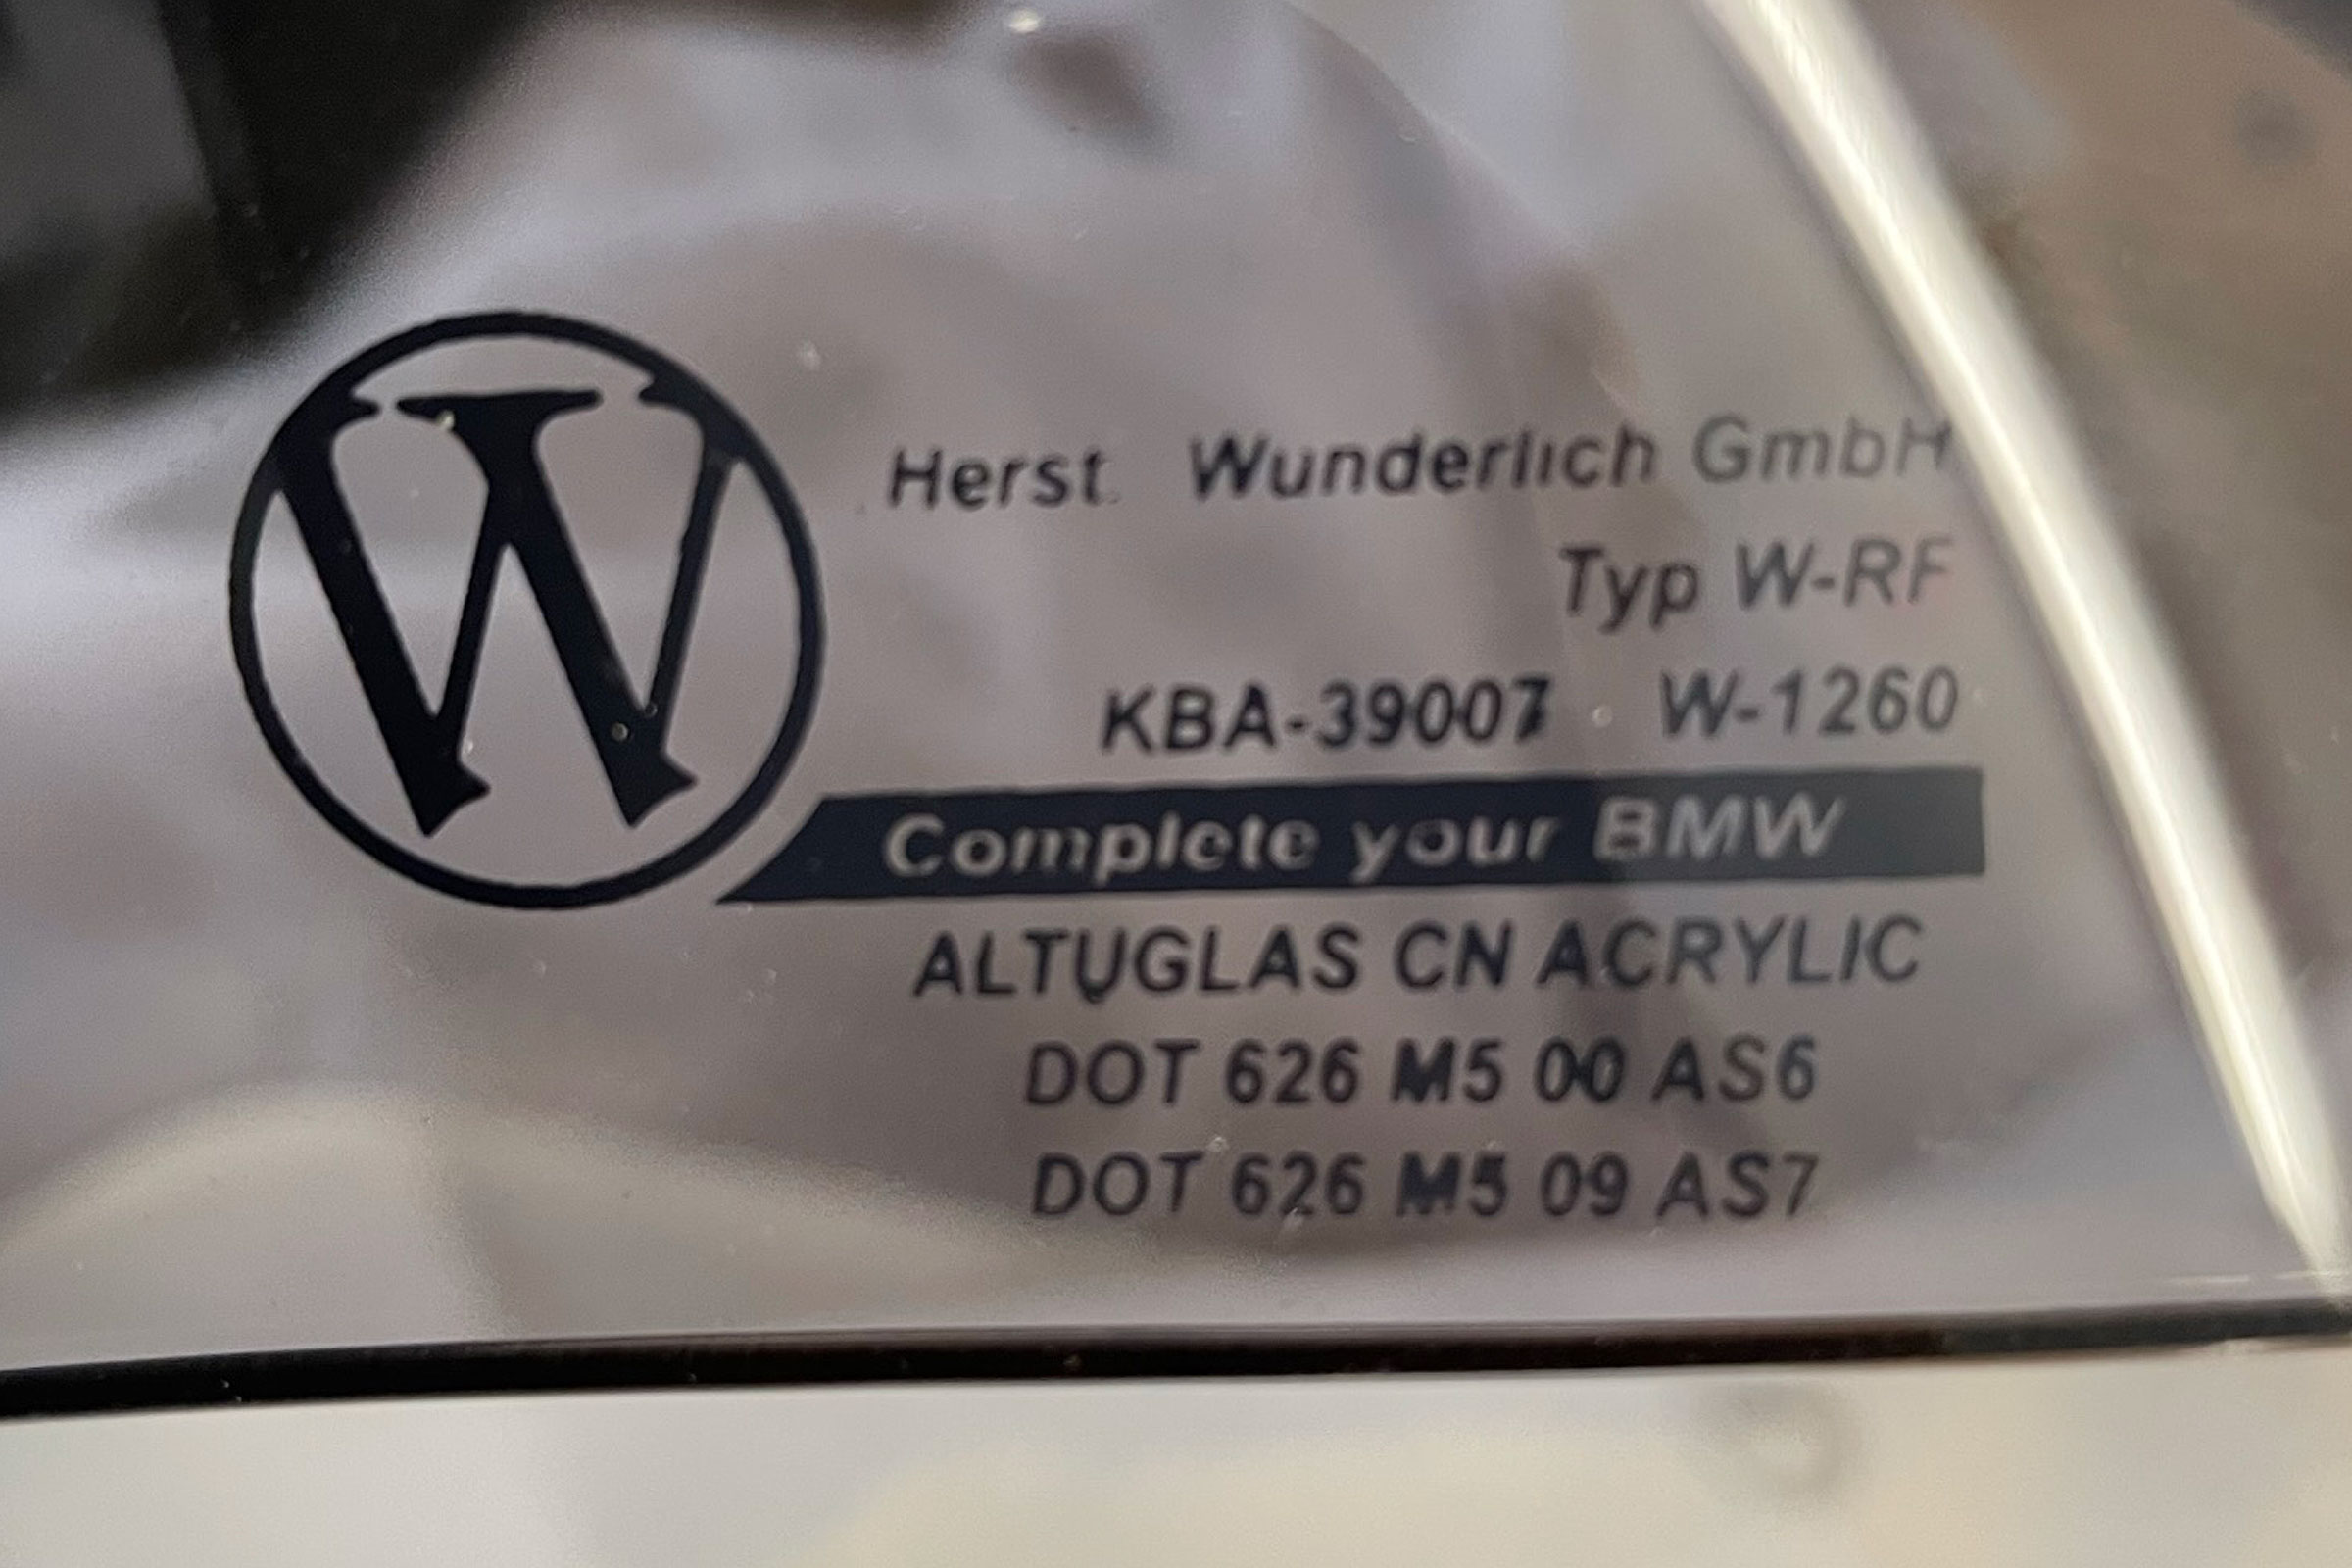 W
Herst. Wunderlich GmbH
Typ W-RF
KBA-39007 W-1260
Complete your BMW
ALTUGLAS CN ACRYLIC
DOT 626 M5 00 AS6
DOT 626 M5 09 AS7